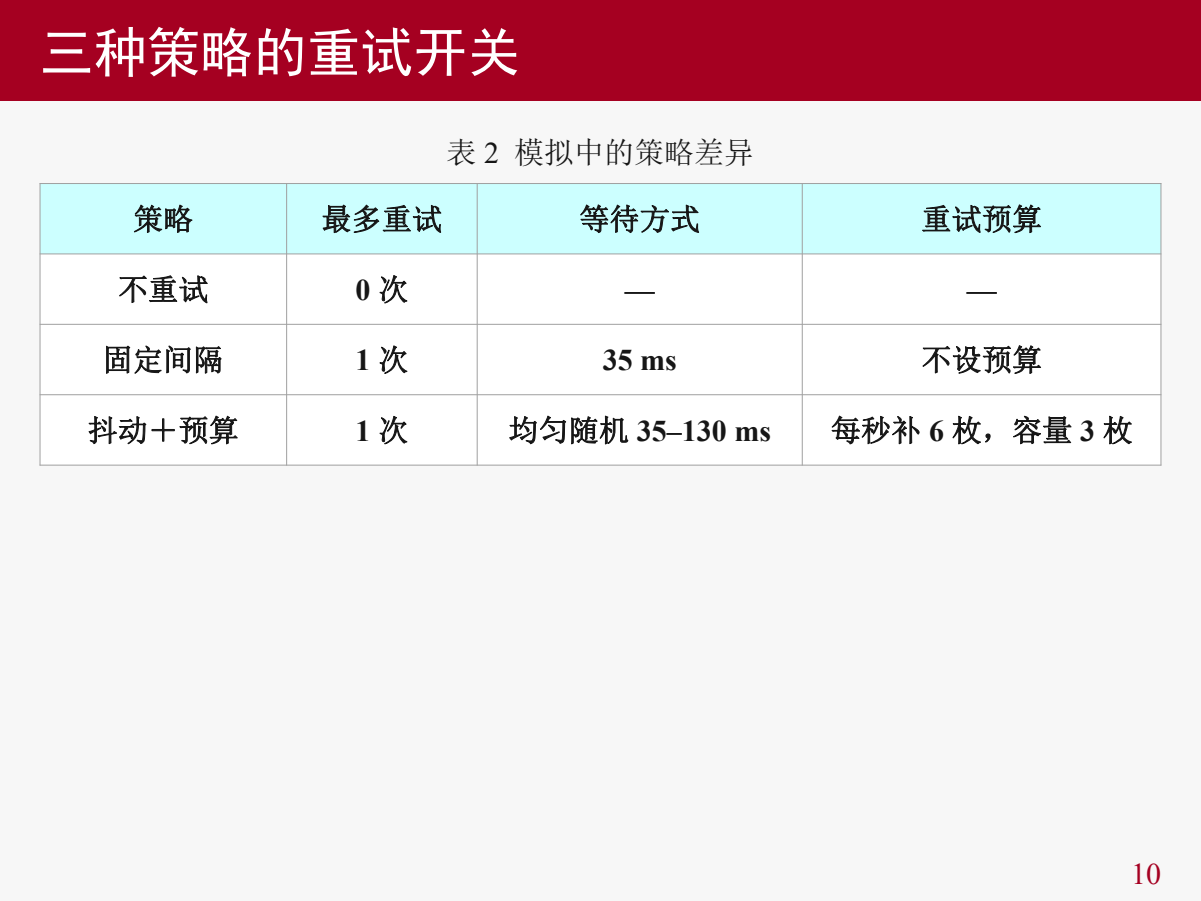 三种策略的重试开关
表 2 模拟中的策略差异
策略 最多重试 等待方式 重试预算
不重试 0 次 — —
固定间隔 1 次 35 ms 不设预算
抖动＋预算 1 次 均匀随机 35–130 ms 每秒补 6 枚，容量 3 枚
10